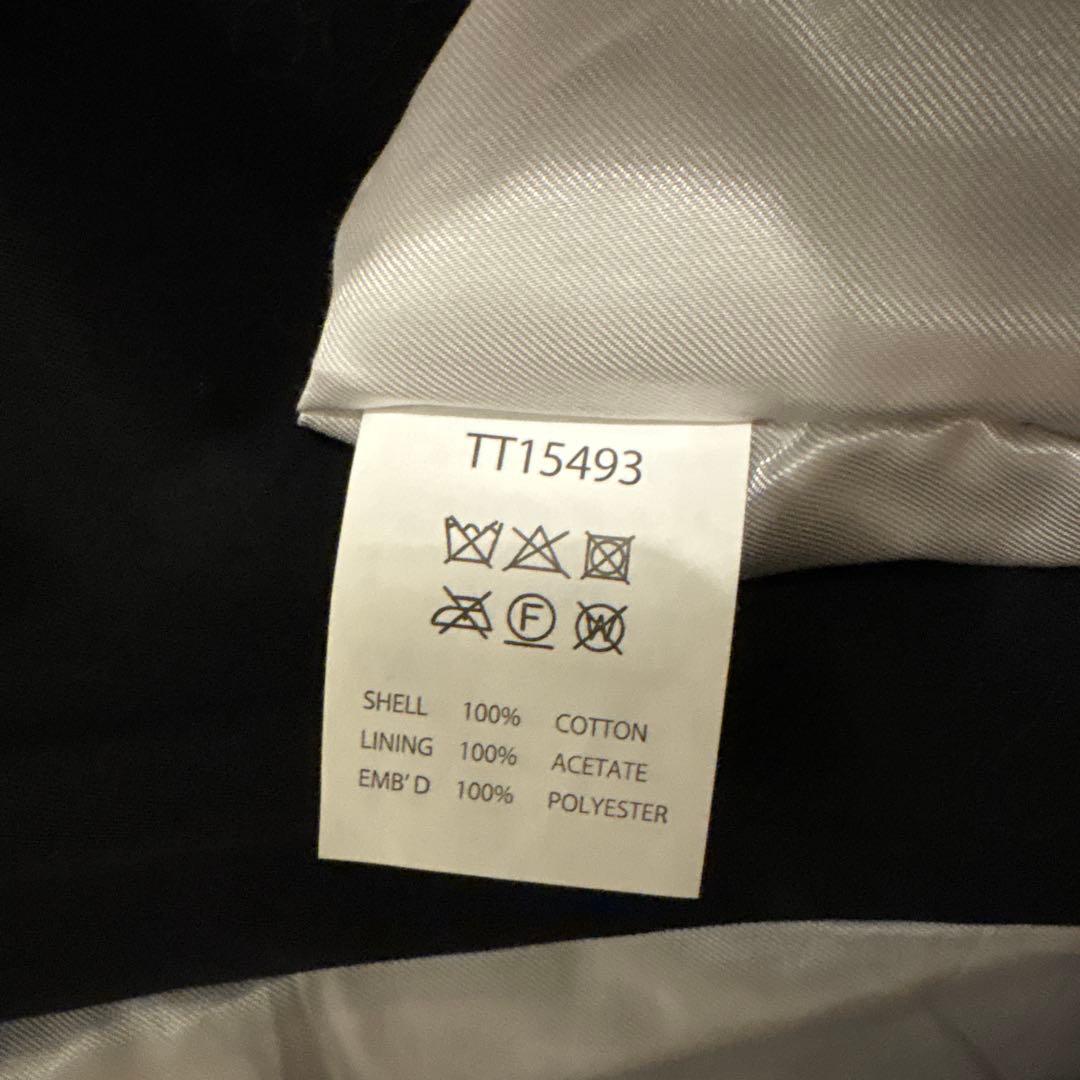 TT15493
F W
SHELL 100% COTTON
LINING 100% ACETATE
EMB'D 100% POLYESTER